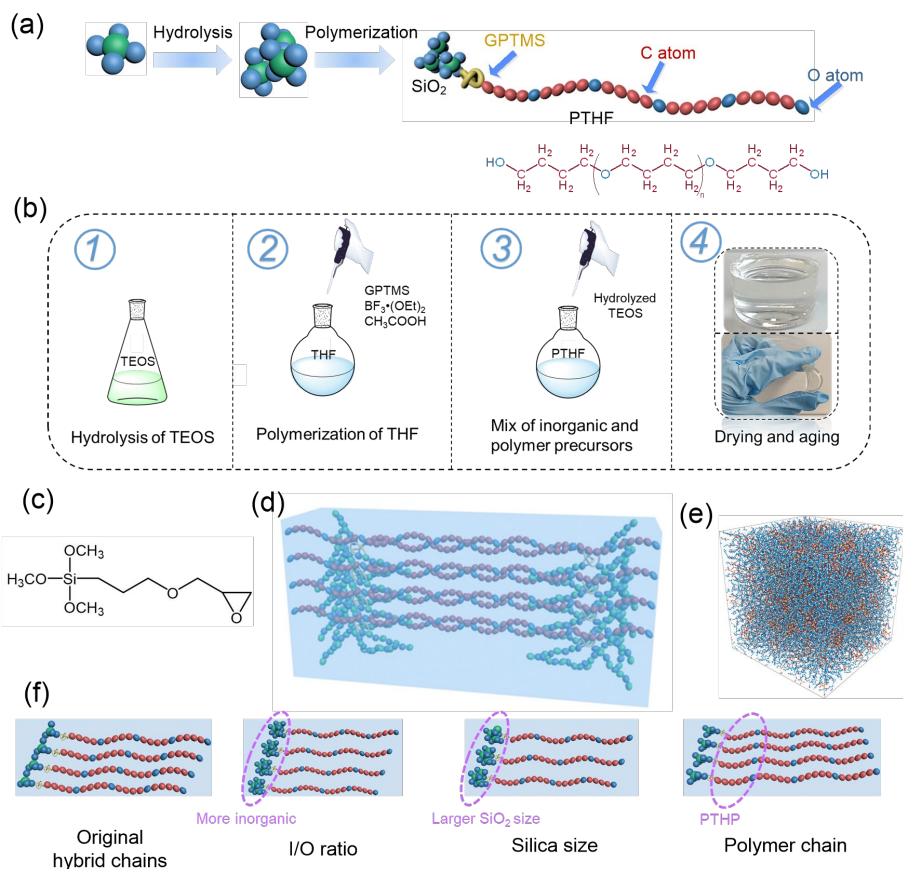 (a)
Hydrolysis
Polymerization
GPTMS
C atom
O atom
SiO₂
PTHF
H₂ H₂ H₂ H₂ H₂ H₂
HO C C C C C C
C C O C C O C C OH
H₂ H₂ H₂ H₂ n H₂ H₂
(b)
1
2
3
4
GPTMS
BF₃•(OEt)₂
CH₃COOH
Hydrolyzed
TEOS
TEOS
THF
PTHF
Hydrolysis of TEOS
Polymerization of THF
Mix of inorganic and
polymer precursors
Drying and aging
(c)
OCH₃
H₃CO Si
OCH₃
O
O
(d)
(e)
(f)
More inorganic
Larger SiO₂ size
PTHP
Original
hybrid chains
I/O ratio
Silica size
Polymer chain